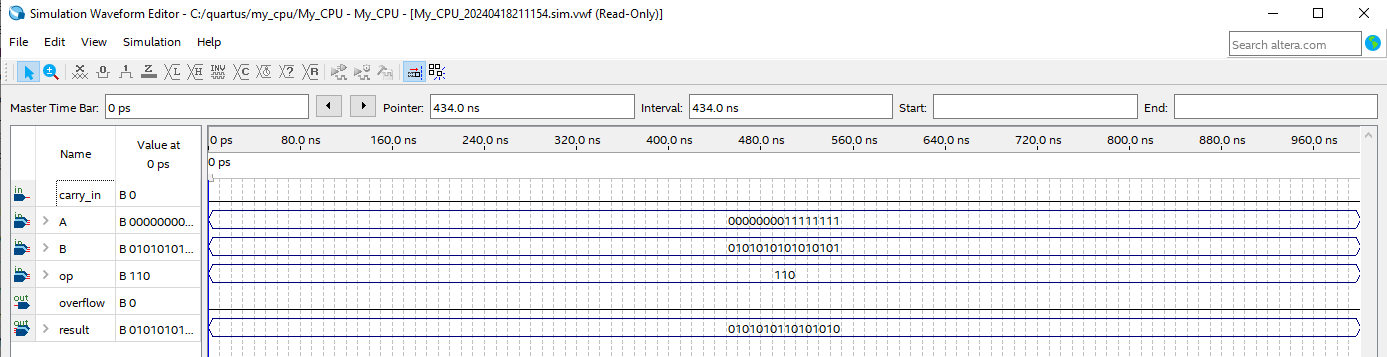 Simulation Waveform Editor - C:/quartus/my_cpu/My_CPU - My_CPU - [My_CPU_20240418211154.sim.vwf (Read-Only)]
File Edit View Simulation Help
Search altera.com
Master Time Bar: 0 ps Pointer: 434.0 ns Interval: 434.0 ns Start: End:
Name Value at 0 ps
0 ps 80.0 ns 160.0 ns 240.0 ns 320.0 ns 400.0 ns 480.0 ns 560.0 ns 640.0 ns 720.0 ns 800.0 ns 880.0 ns 960.0 ns
0 ps
in carry_in B 0
in A B 00000000... 0000000011111111
in B B 01010101... 0101010101010101
in op B 110 110
out overflow B 0
out result B 01010101... 0101010110101010